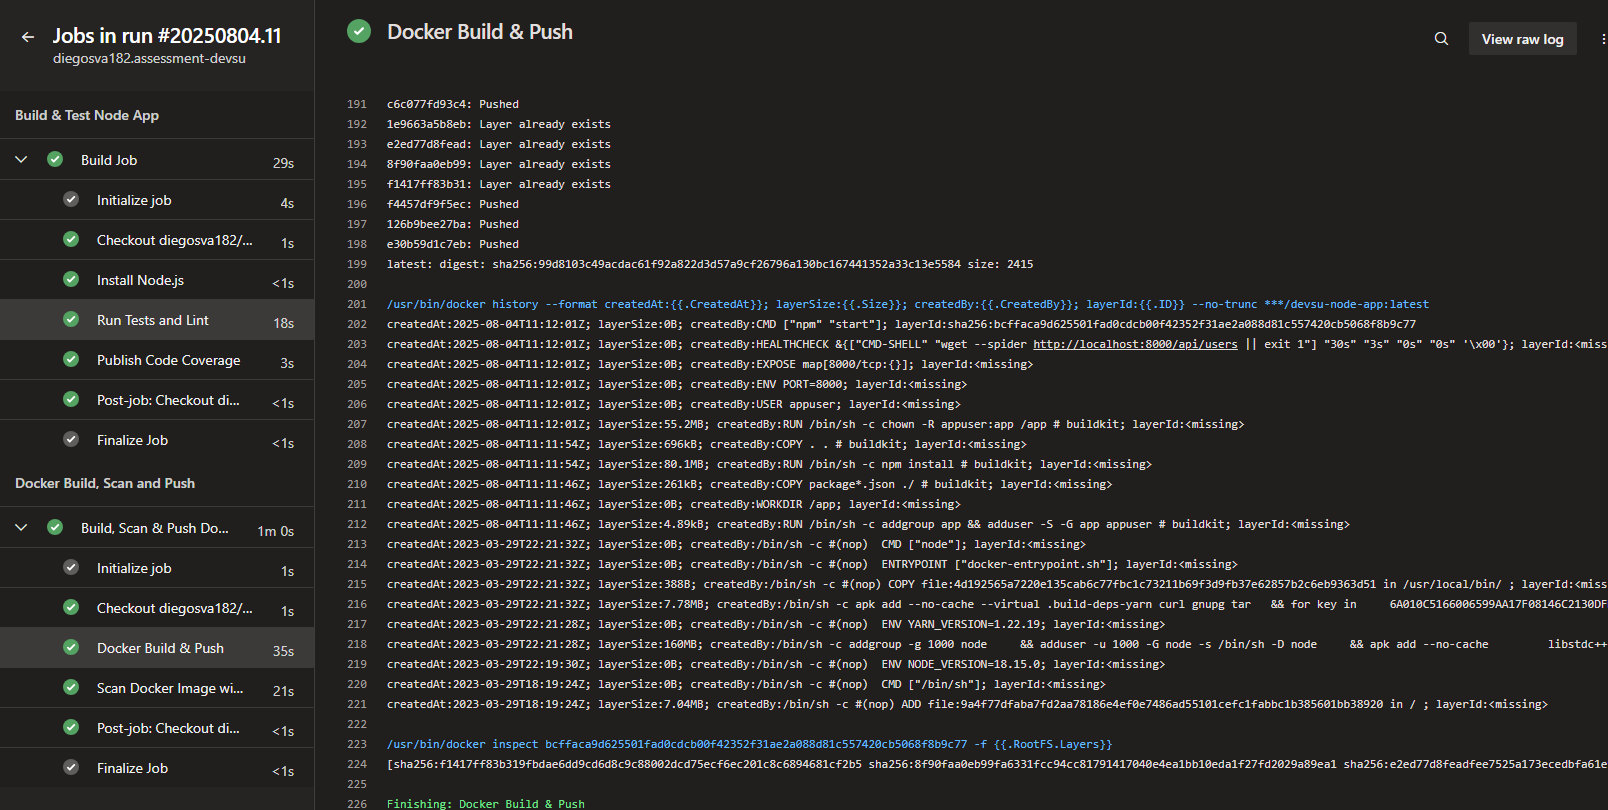 Jobs in run #20250804.11
diegosva182.assessment-devsu
Build & Test Node App
Build Job 29s
Initialize job 4s
Checkout diegosva182/... 1s
Install Node.js <1s
Run Tests and Lint 18s
Publish Code Coverage 3s
Post-job: Checkout di... <1s
Finalize Job <1s
Docker Build, Scan and Push
Build, Scan & Push Do... 1m 0s
Initialize job 1s
Checkout diegosva182/... 1s
Docker Build & Push 35s
Scan Docker Image wi... 21s
Post-job: Checkout di... <1s
Finalize Job <1s
Docker Build & Push
View raw log
191 c6c077fd93c4: Pushed
192 1e9663a5b8eb: Layer already exists
193 e2ed77d8fead: Layer already exists
194 8f90faa0eb99: Layer already exists
195 f1417ff83b31: Layer already exists
196 f4457df9f5ec: Pushed
197 126b9bee27ba: Pushed
198 e30b59d1c7eb: Pushed
199 latest: digest: sha256:99d8103c49acdac61f92a822d3d57a9cf26796a130bc167441352a33c13e5584 size: 2415
200
201 /usr/bin/docker history --format createdAt:{{.CreatedAt}}; layerSize:{{.Size}}; createdBy:{{.CreatedBy}}; layerId:{{.ID}} --no-trunc ***/devsu-node-app:latest
202 createdAt:2025-08-04T11:12:01Z; layerSize:0B; createdBy:CMD ["npm" "start"]; layerId:sha256:bcffaca9d625501fad0cdcb00f42352f31ae2a088d81c557420cb5068f8b9c77
203 createdAt:2025-08-04T11:12:01Z; layerSize:0B; createdBy:HEALTHCHECK &{["CMD-SHELL" "wget --spider http://localhost:8000/api/users || exit 1"] "30s" "3s" "0s" "0s" '\x00'}; layerId:<miss
204 createdAt:2025-08-04T11:12:01Z; layerSize:0B; createdBy:EXPOSE map[8000/tcp:{}]; layerId:<missing>
205 createdAt:2025-08-04T11:12:01Z; layerSize:0B; createdBy:ENV PORT=8000; layerId:<missing>
206 createdAt:2025-08-04T11:12:01Z; layerSize:0B; createdBy:USER appuser; layerId:<missing>
207 createdAt:2025-08-04T11:12:01Z; layerSize:55.2MB; createdBy:RUN /bin/sh -c chown -R appuser:app /app # buildkit; layerId:<missing>
208 createdAt:2025-08-04T11:11:54Z; layerSize:696kB; createdBy:COPY . . # buildkit; layerId:<missing>
209 createdAt:2025-08-04T11:11:54Z; layerSize:80.1MB; createdBy:RUN /bin/sh -c npm install # buildkit; layerId:<missing>
210 createdAt:2025-08-04T11:11:46Z; layerSize:261kB; createdBy:COPY package*.json ./ # buildkit; layerId:<missing>
211 createdAt:2025-08-04T11:11:46Z; layerSize:0B; createdBy:WORKDIR /app; layerId:<missing>
212 createdAt:2025-08-04T11:11:46Z; layerSize:4.89kB; createdBy:RUN /bin/sh -c addgroup app && adduser -S -G app appuser # buildkit; layerId:<missing>
213 createdAt:2023-03-29T22:21:32Z; layerSize:0B; createdBy:/bin/sh -c #(nop)  CMD ["node"]; layerId:<missing>
214 createdAt:2023-03-29T22:21:32Z; layerSize:0B; createdBy:/bin/sh -c #(nop)  ENTRYPOINT ["docker-entrypoint.sh"]; layerId:<missing>
215 createdAt:2023-03-29T22:21:32Z; layerSize:388B; createdBy:/bin/sh -c #(nop) COPY file:4d192565a7220e135cab6c77fbc1c73211b69f3d9fb37e62857b2c6eb9363d51 in /usr/local/bin/ ; layerId:<miss
216 createdAt:2023-03-29T22:21:32Z; layerSize:7.78MB; createdBy:/bin/sh -c apk add --no-cache --virtual .build-deps-yarn curl gnupg tar   && for key in     6A010C5166006599AA17F08146C2130DF
217 createdAt:2023-03-29T22:21:28Z; layerSize:0B; createdBy:/bin/sh -c #(nop)  ENV YARN_VERSION=1.22.19; layerId:<missing>
218 createdAt:2023-03-29T22:21:28Z; layerSize:160MB; createdBy:/bin/sh -c addgroup -g 1000 node     && adduser -u 1000 -G node -s /bin/sh -D node     && apk add --no-cache         libstdc++
219 createdAt:2023-03-29T22:19:30Z; layerSize:0B; createdBy:/bin/sh -c #(nop)  ENV NODE_VERSION=18.15.0; layerId:<missing>
220 createdAt:2023-03-29T18:19:24Z; layerSize:0B; createdBy:/bin/sh -c #(nop)  CMD ["/bin/sh"]; layerId:<missing>
221 createdAt:2023-03-29T18:19:24Z; layerSize:7.04MB; createdBy:/bin/sh -c #(nop) ADD file:9a4f77dfaba7fd2aa78186e4ef0e7486ad55101cefc1fabbc1b385601bb38920 in / ; layerId:<missing>
222
223 /usr/bin/docker inspect bcffaca9d625501fad0cdcb00f42352f31ae2a088d81c557420cb5068f8b9c77 -f {{.RootFS.Layers}}
224 [sha256:f1417ff83b319fbdae6dd9cd6d8c9c88002dcd75ecf6ec201c8c6894681cf2b5 sha256:8f90faa0eb99fa6331fcc94cc81791417040e4ea1bb10eda1f27fd2029a89ea1 sha256:e2ed77d8feadfee7525a173ecedbfa61e
225
226 Finishing: Docker Build & Push